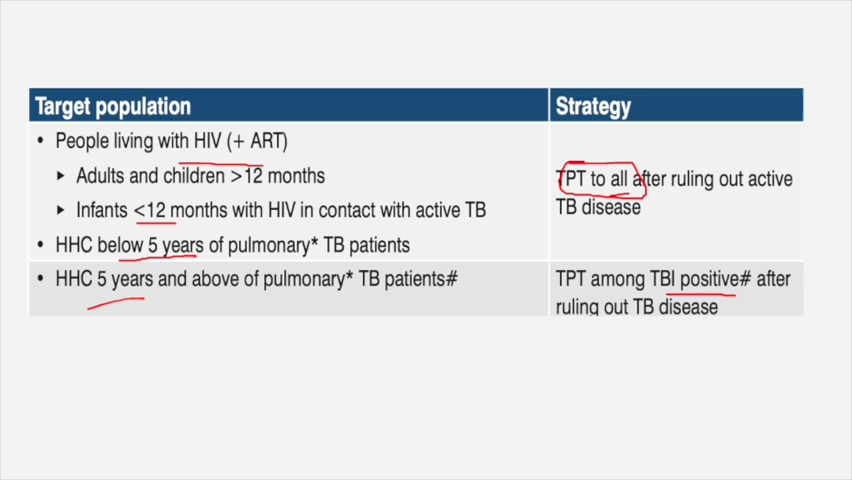 Target population
Strategy
• People living with HIV (+ ART)
‣ Adults and children >12 months
‣ Infants <12 months with HIV in contact with active TB
• HHC below 5 years of pulmonary* TB patients
TPT to all after ruling out active
TB disease
• HHC 5 years and above of pulmonary* TB patients#
TPT among TBI positive# after
ruling out TB disease